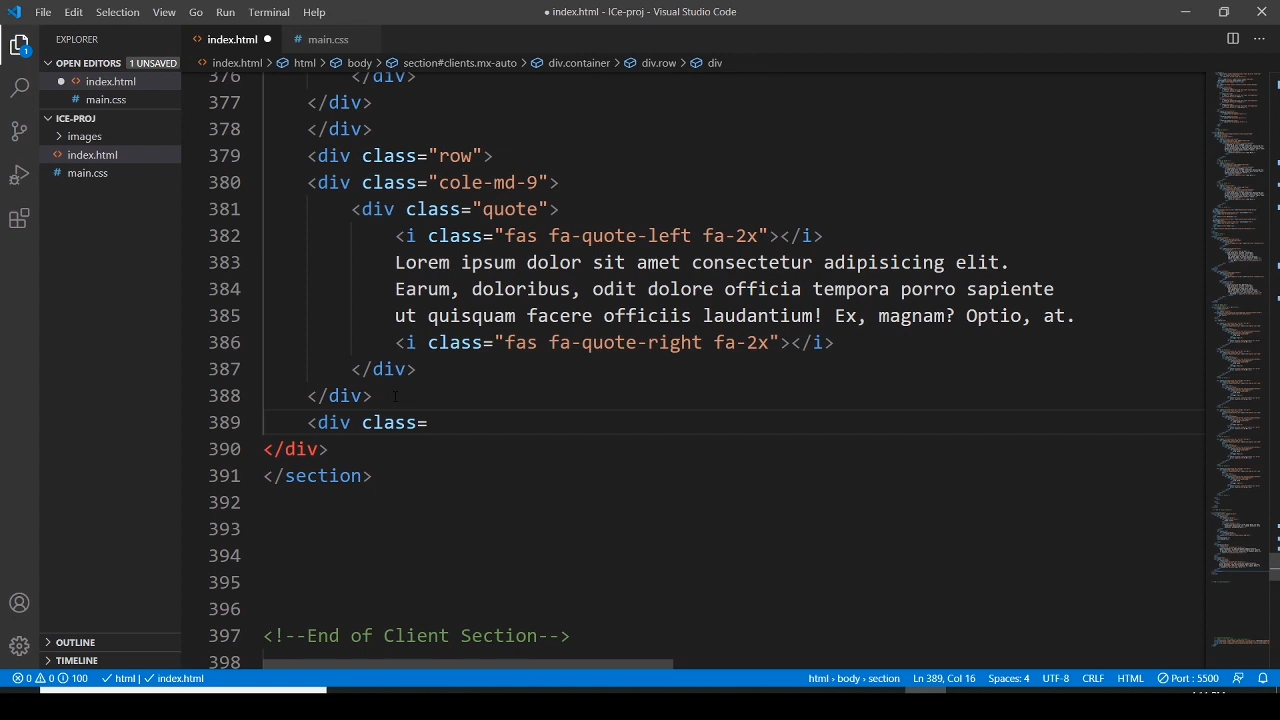 File Edit Selection View Go Run Terminal Help
● index.html - ICe-proj - Visual Studio Code
EXPLORER
index.html ●
main.css
OPEN EDITORS 1 UNSAVED
index.html > html > body > section#clients.mx-auto > div.container > div.row > div
1
● index.html
main.css
ICE-PROJ
images
index.html
main.css
376 </div>
377 </div>
378 </div>
379 <div class="row">
380 <div class="cole-md-9">
381 <div class="quote">
382 <i class="fas fa-quote-left fa-2x"></i>
383 Lorem ipsum dolor sit amet consectetur adipisicing elit.
384 Earum, doloribus, odit dolore officia tempora porro sapiente
385 ut quisquam facere officiis laudantium! Ex, magnam? Optio, at.
386 <i class="fas fa-quote-right fa-2x"></i>
387 </div>
388 </div>
389 <div class=
390 </div>
391 </section>
392
393
394
395
396
397 <!--End of Client Section-->
398
OUTLINE
TIMELINE
0 0 100 html | index.html
html > body > section Ln 389, Col 16 Spaces: 4 UTF-8 CRLF HTML Port : 5500